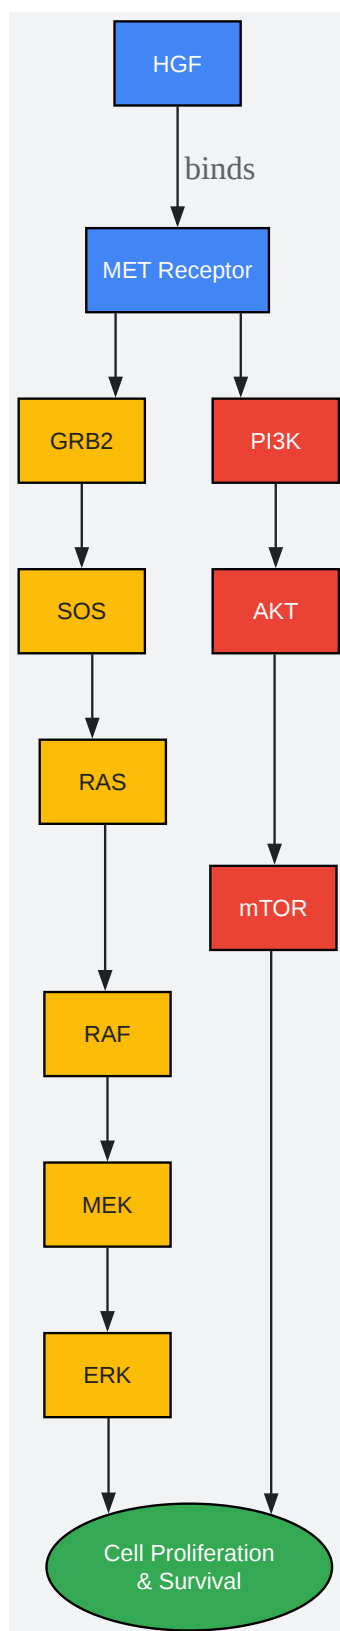 HGF
binds
MET Receptor
GRB2
PI3K
SOS
AKT
RAS
mTOR
RAF
MEK
ERK
Cell Proliferation
& Survival